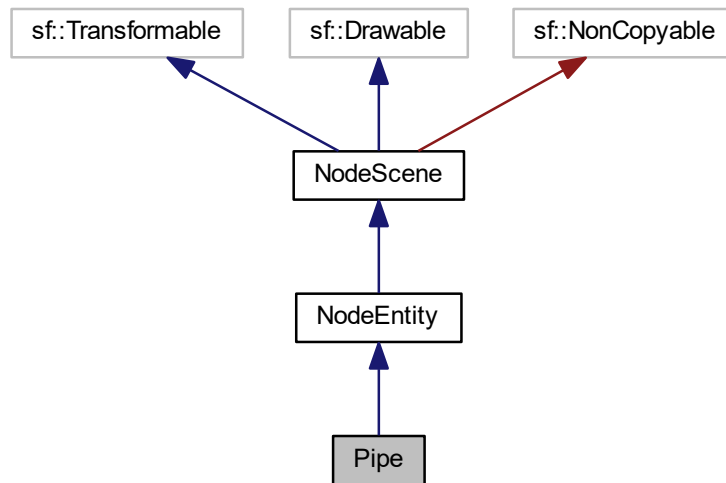 sf::Transformable
sf::Drawable
sf::NonCopyable
NodeScene
NodeEntity
Pipe